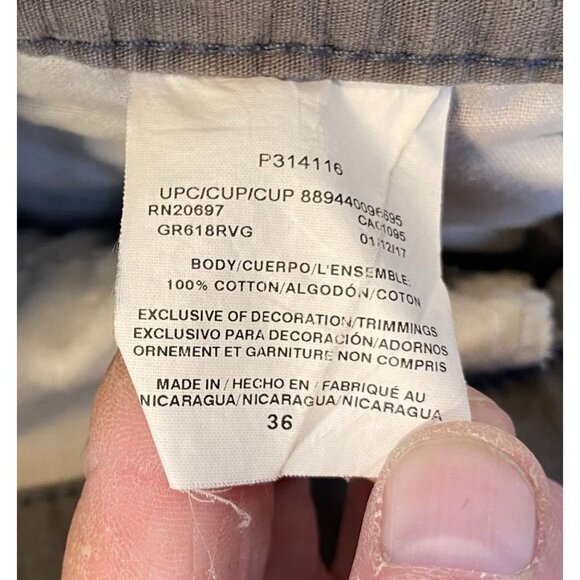 P314116
UPC/CUP/CUP 889440096695
RN20697 CA01095
GR618RVG 01/12/17
BODY/CUERPO/L'ENSEMBLE:
100% COTTON/ALGODÓN/COTON
EXCLUSIVE OF DECORATION/TRIMMINGS
EXCLUSIVO PARA DECORACIÓN/ADORNOS
ORNEMENT ET GARNITURE NON COMPRIS
MADE IN / HECHO EN / FABRIQUÉ AU
NICARAGUA/NICARAGUA/NICARAGUA
36